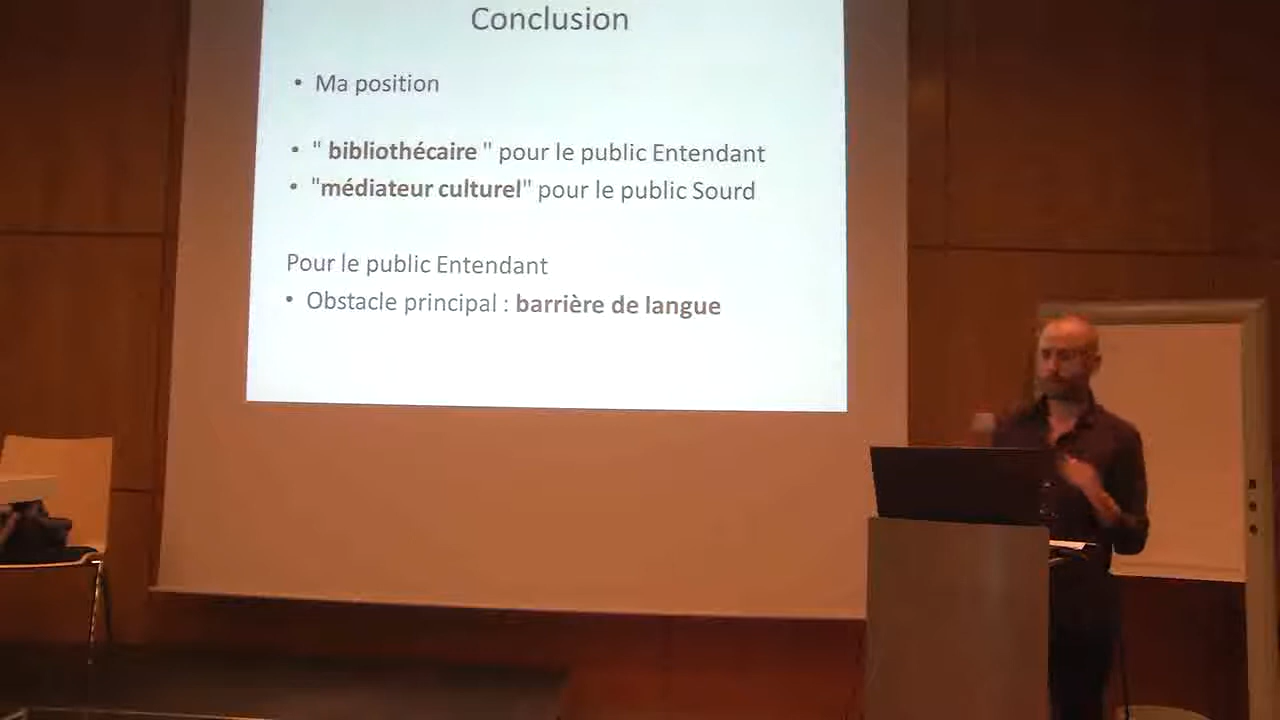 Conclusion
• Ma position
• " bibliothécaire " pour le public Entendant
• "médiateur culturel" pour le public Sourd
Pour le public Entendant
• Obstacle principal : barrière de langue